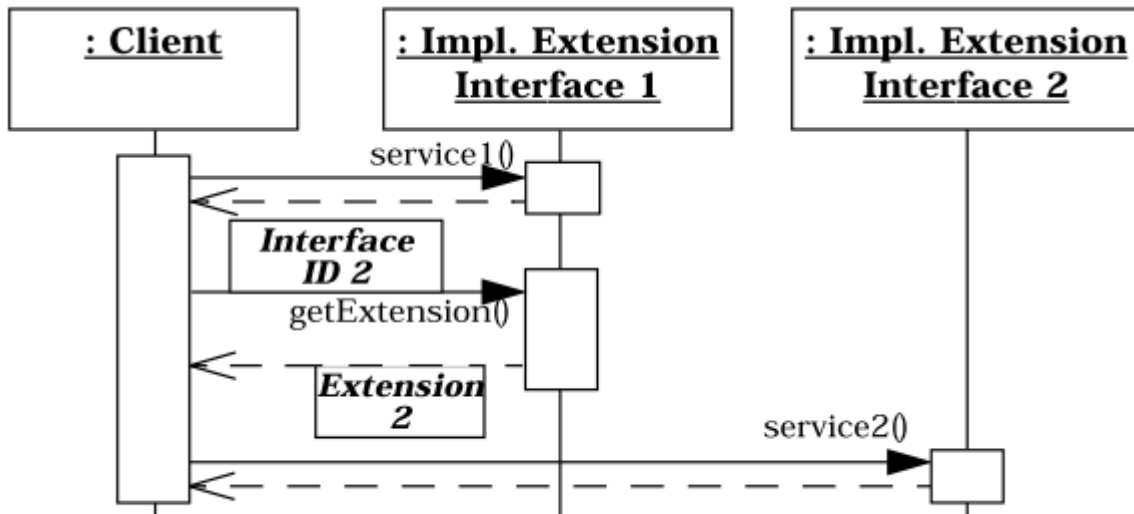 : Client
: Impl. Extension
Interface 1
: Impl. Extension
Interface 2
service1()
Interface
ID 2
getExtension()
Extension
2
service2()